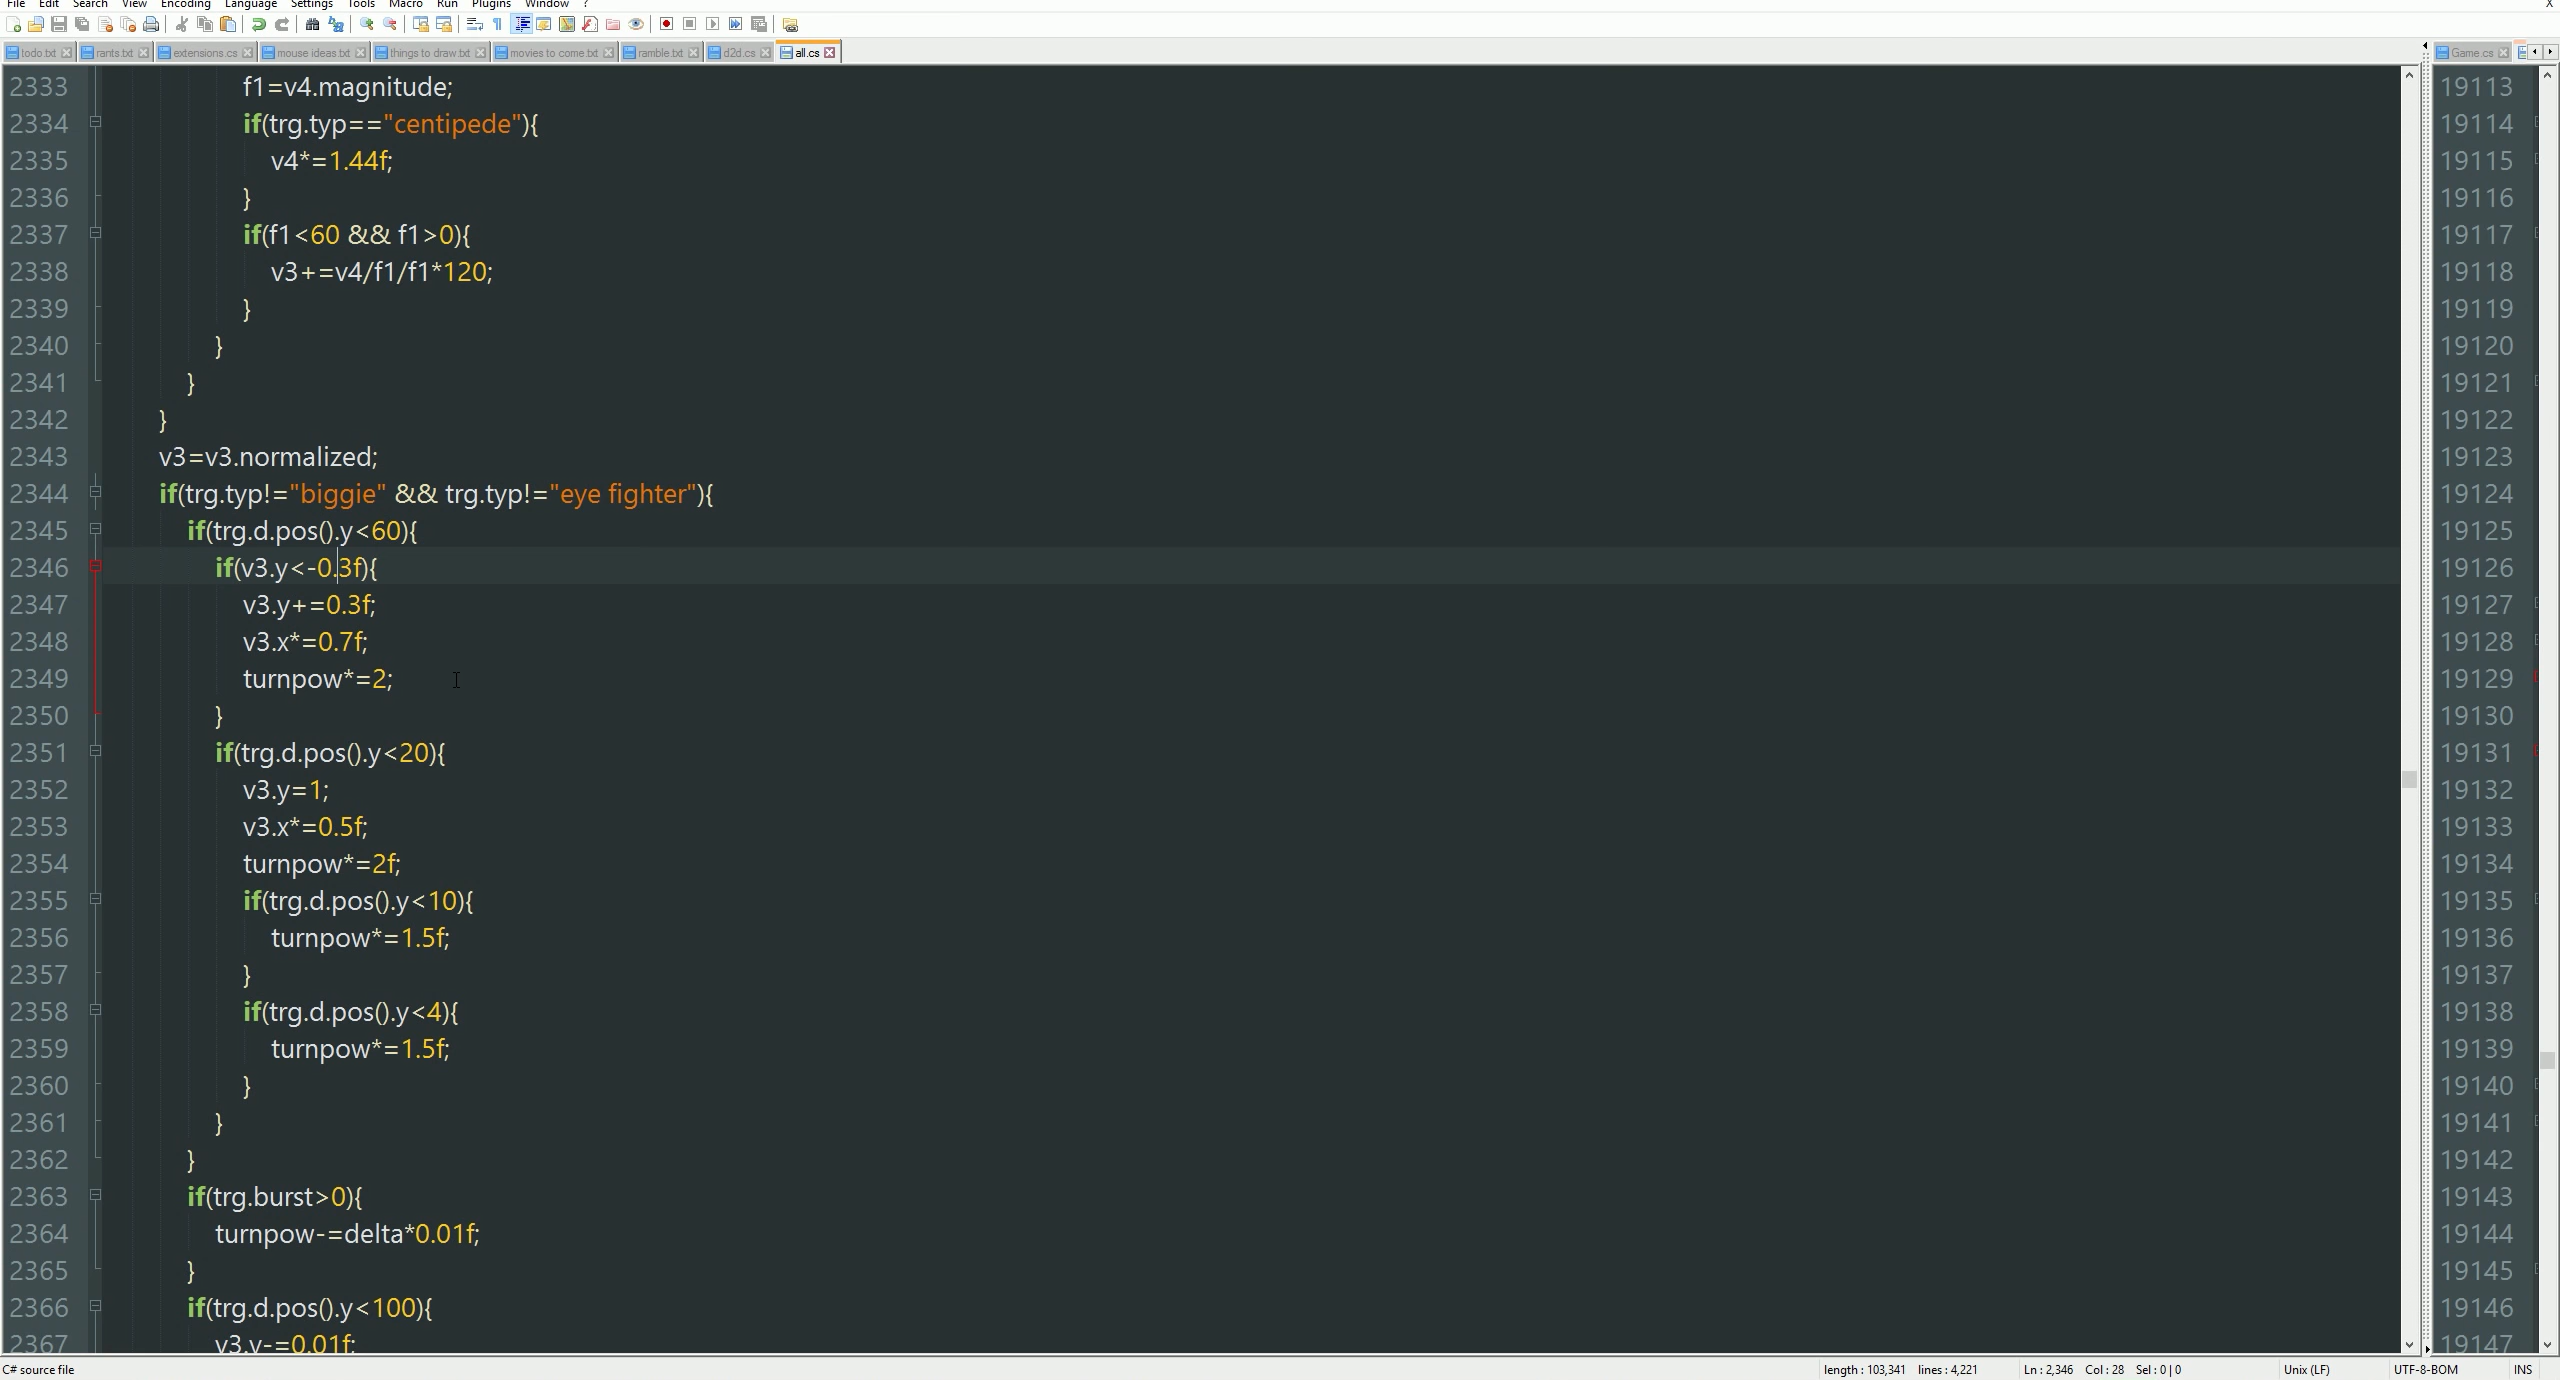 File Edit Search View Encoding Language Settings Tools Macro Run Plugins Window ? X
todo.txt rants.txt extensions.cs mouse ideas.txt things to draw.txt movies to come.txt ramble.txt d2d.cs all.cs Game.cs
2333 f1=v4.magnitude;
2334 if(trg.typ=="centipede"){
2335 v4*=1.44f;
2336 }
2337 if(f1<60 && f1>0){
2338 v3+=v4/f1/f1*120;
2339 }
2340 }
2341 }
2342 }
2343 v3=v3.normalized;
2344 if(trg.typ!="biggie" && trg.typ!="eye fighter"){
2345 if(trg.d.pos().y<60){
2346 if(v3.y<-0.3f){
2347 v3.y+=0.3f;
2348 v3.x*=0.7f;
2349 turnpow*=2;
2350 }
2351 if(trg.d.pos().y<20){
2352 v3.y=1;
2353 v3.x*=0.5f;
2354 turnpow*=2f;
2355 if(trg.d.pos().y<10){
2356 turnpow*=1.5f;
2357 }
2358 if(trg.d.pos().y<4){
2359 turnpow*=1.5f;
2360 }
2361 }
2362 }
2363 if(trg.burst>0){
2364 turnpow-=delta*0.01f;
2365 }
2366 if(trg.d.pos().y<100){
2367 v3.y-=0.01f;
19113
19114
19115
19116
19117
19118
19119
19120
19121
19122
19123
19124
19125
19126
19127
19128
19129
19130
19131
19132
19133
19134
19135
19136
19137
19138
19139
19140
19141
19142
19143
19144
19145
19146
19147
C# source file length : 103,341 lines : 4,221 Ln : 2,346 Col : 28 Sel : 0 | 0 Unix (LF) UTF-8-BOM INS